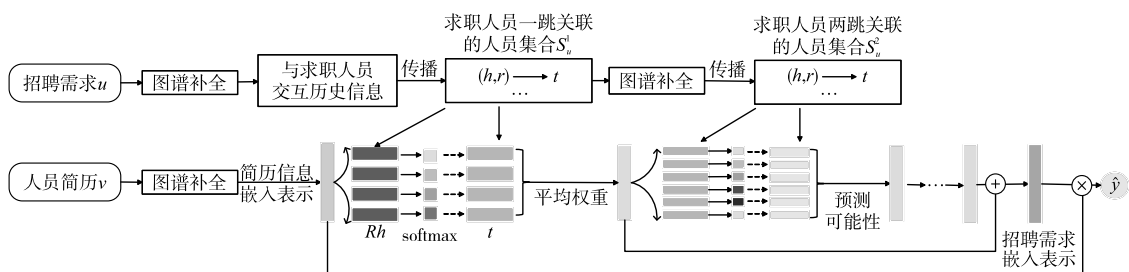 求职人员一跳关联
的人员集合S_u^1
求职人员两跳关联
的人员集合S_u^2
招聘需求u
图谱补全
与求职人员
交互历史信息
传播
(h,r) → t
…
图谱补全
传播
(h,r) → t
…
人员简历v
图谱补全
简历信息
嵌入表示
Rh
softmax
t
平均权重
预测
可能性
…
+
×
ŷ
招聘需求
嵌入表示